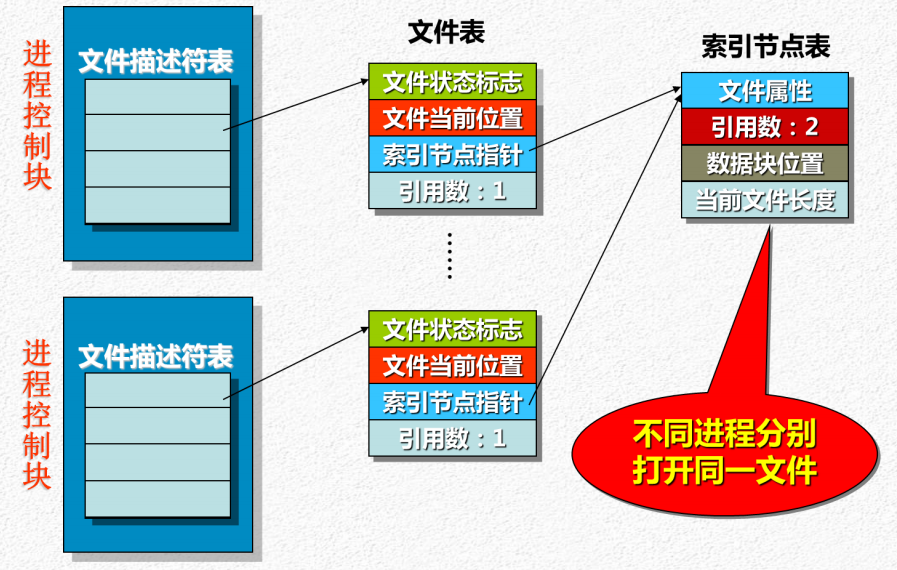 进程控制块
文件描述符表
文件表
文件状态标志
文件当前位置
索引节点指针
引用数：1
索引节点表
文件属性
引用数：2
数据块位置
当前文件长度
……
进程控制块
文件描述符表
文件状态标志
文件当前位置
索引节点指针
引用数：1
不同进程分别
打开同一文件